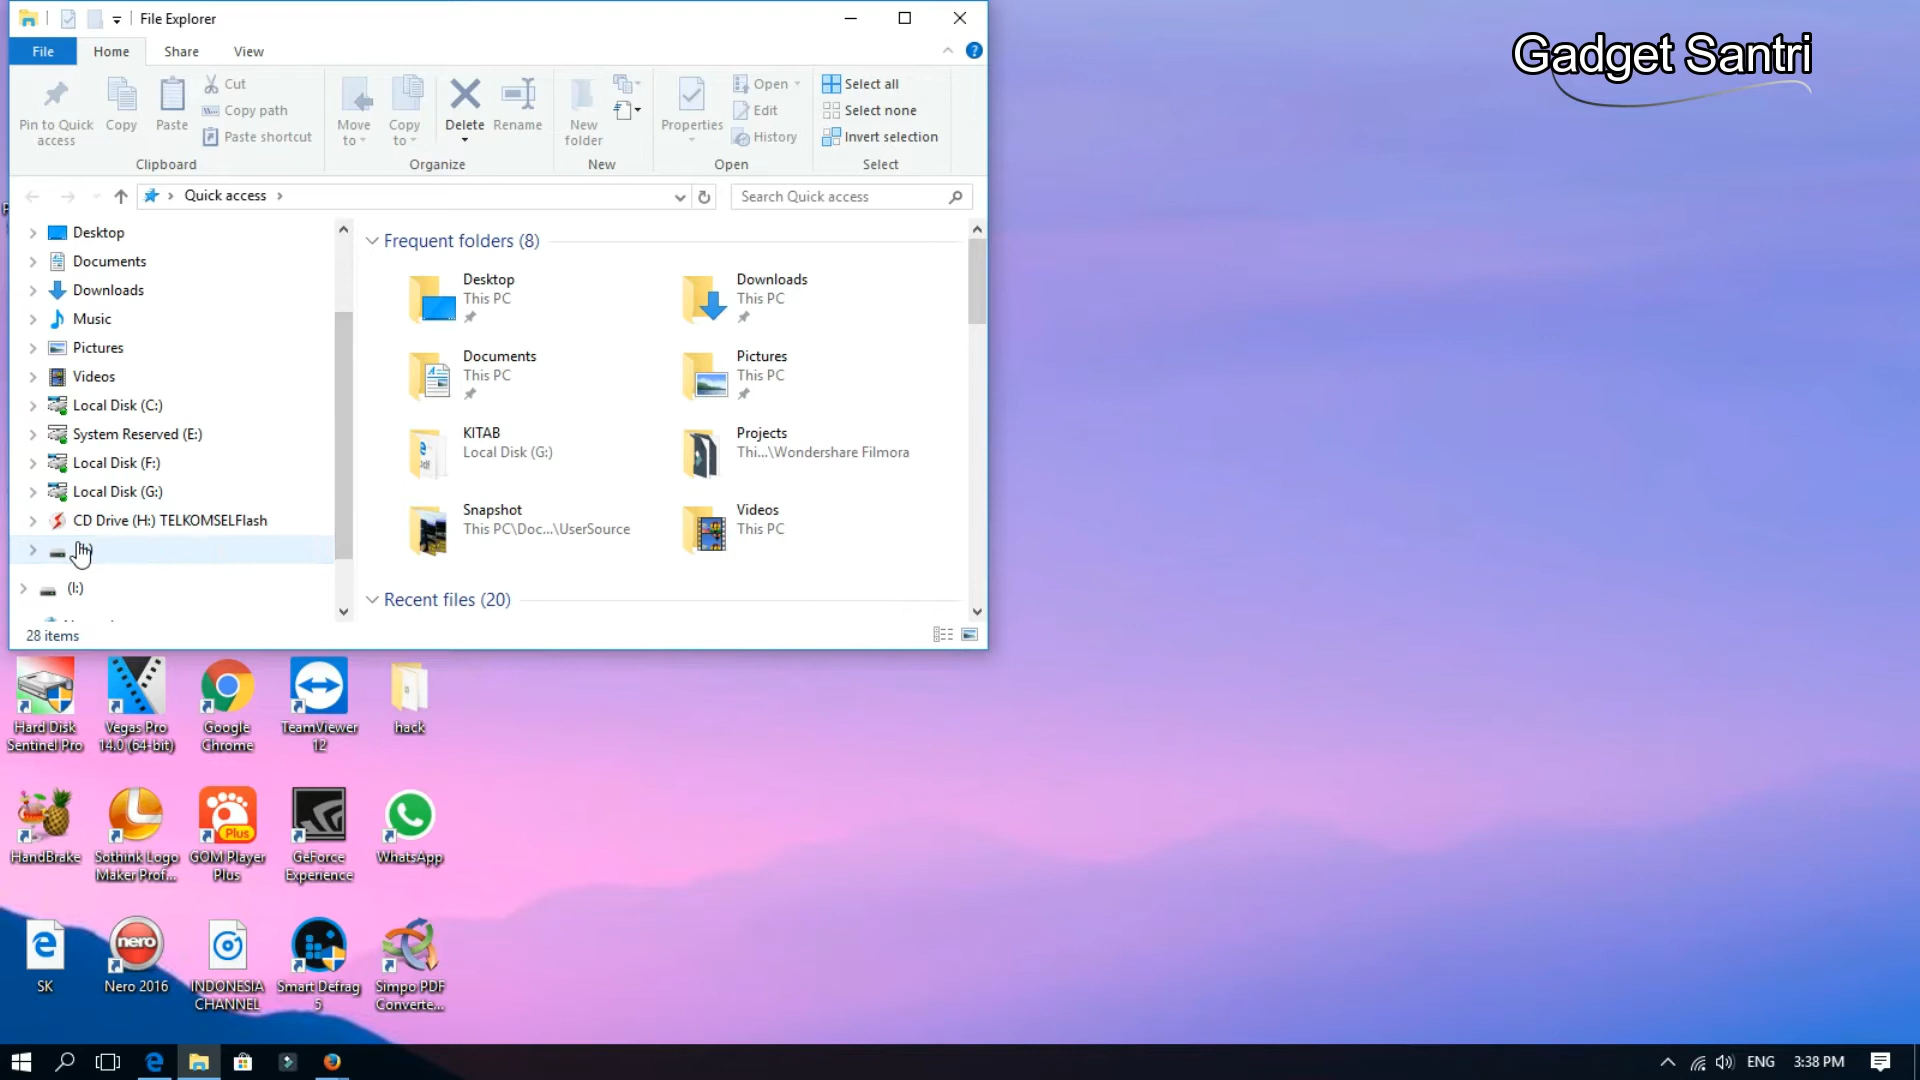 File Explorer
Gadget Santri
File Home Share View
Pin to Quick access
Copy
Paste
Cut
Copy path
Paste shortcut
Clipboard
Move to
Copy to
Delete
Rename
Organize
New folder
New
Properties
Open
Edit
History
Open
Select all
Select none
Invert selection
Select
Quick access
Search Quick access
Desktop
Documents
Downloads
Music
Pictures
Videos
Local Disk (C:)
System Reserved (E:)
Local Disk (F:)
Local Disk (G:)
CD Drive (H:) TELKOMSELFlash
(I:)
Frequent folders (8)
Desktop
This PC
Downloads
This PC
Documents
This PC
Pictures
This PC
KITAB
Local Disk (G:)
Projects
Thi...\Wondershare Filmora
Snapshot
This PC\Doc...\UserSource
Videos
This PC
Recent files (20)
28 items
Hard Disk
Sentinel Pro
Vegas Pro
14.0 (64-bit)
Google
Chrome
TeamViewer
12
hack
HandBrake
Sothink Logo
Maker Prof...
GOM Player
Plus
GeForce
Experience
WhatsApp
SK
Nero 2016
INDONESIA
CHANNEL
Smart Defrag
5
Simpo PDF
Converte...
Plus
nero
ENG
3:38 PM